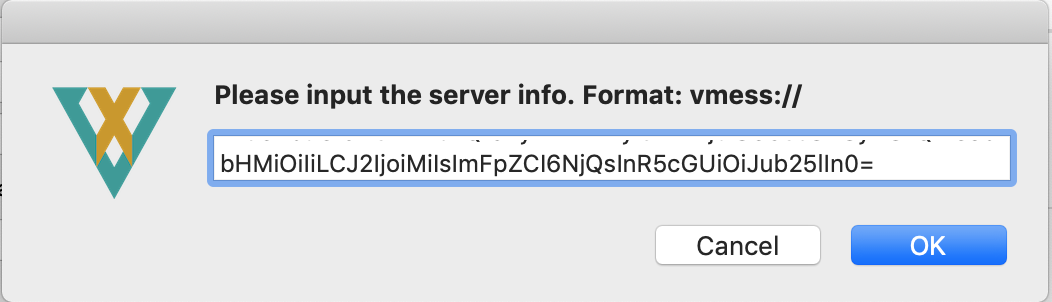 Please input the server info. Format: vmess://
bHMiOiIiLCJ2IjoiMiIsImFpZCI6NjQsInR5cGUiOiJub25lIn0=
Cancel
OK